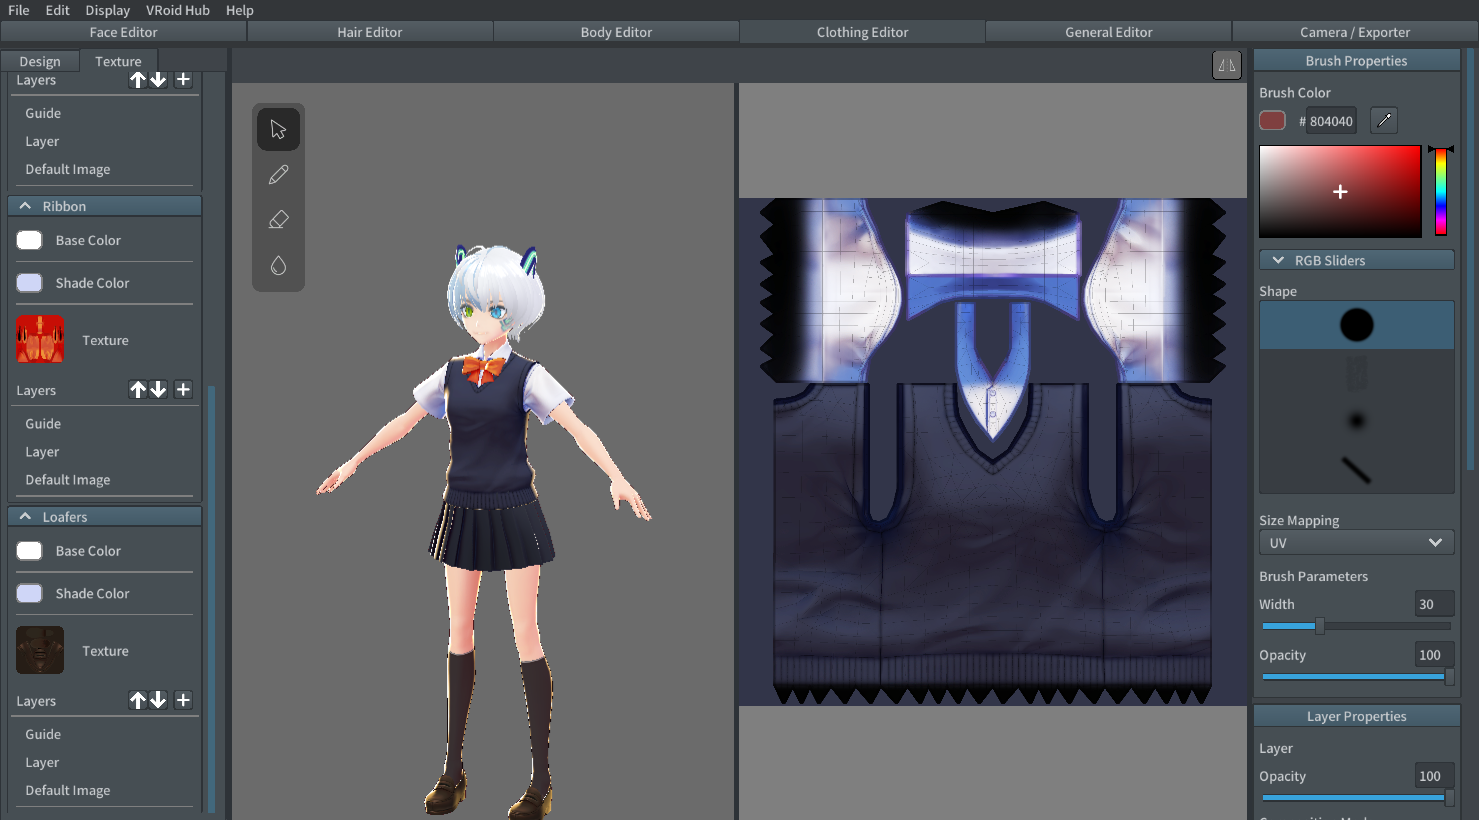 File Edit Display VRoid Hub Help
Face Editor Hair Editor Body Editor Clothing Editor General Editor Camera / Exporter
Design Texture
Layers
Guide
Layer
Default Image
Ribbon
Base Color
Shade Color
Texture
Layers
Guide
Layer
Default Image
Loafers
Base Color
Shade Color
Texture
Layers
Guide
Layer
Default Image
Brush Properties
Brush Color
# 804040
RGB Sliders
Shape
Size Mapping
UV
Brush Parameters
Width 30
Opacity 100
Layer Properties
Layer
Opacity 100